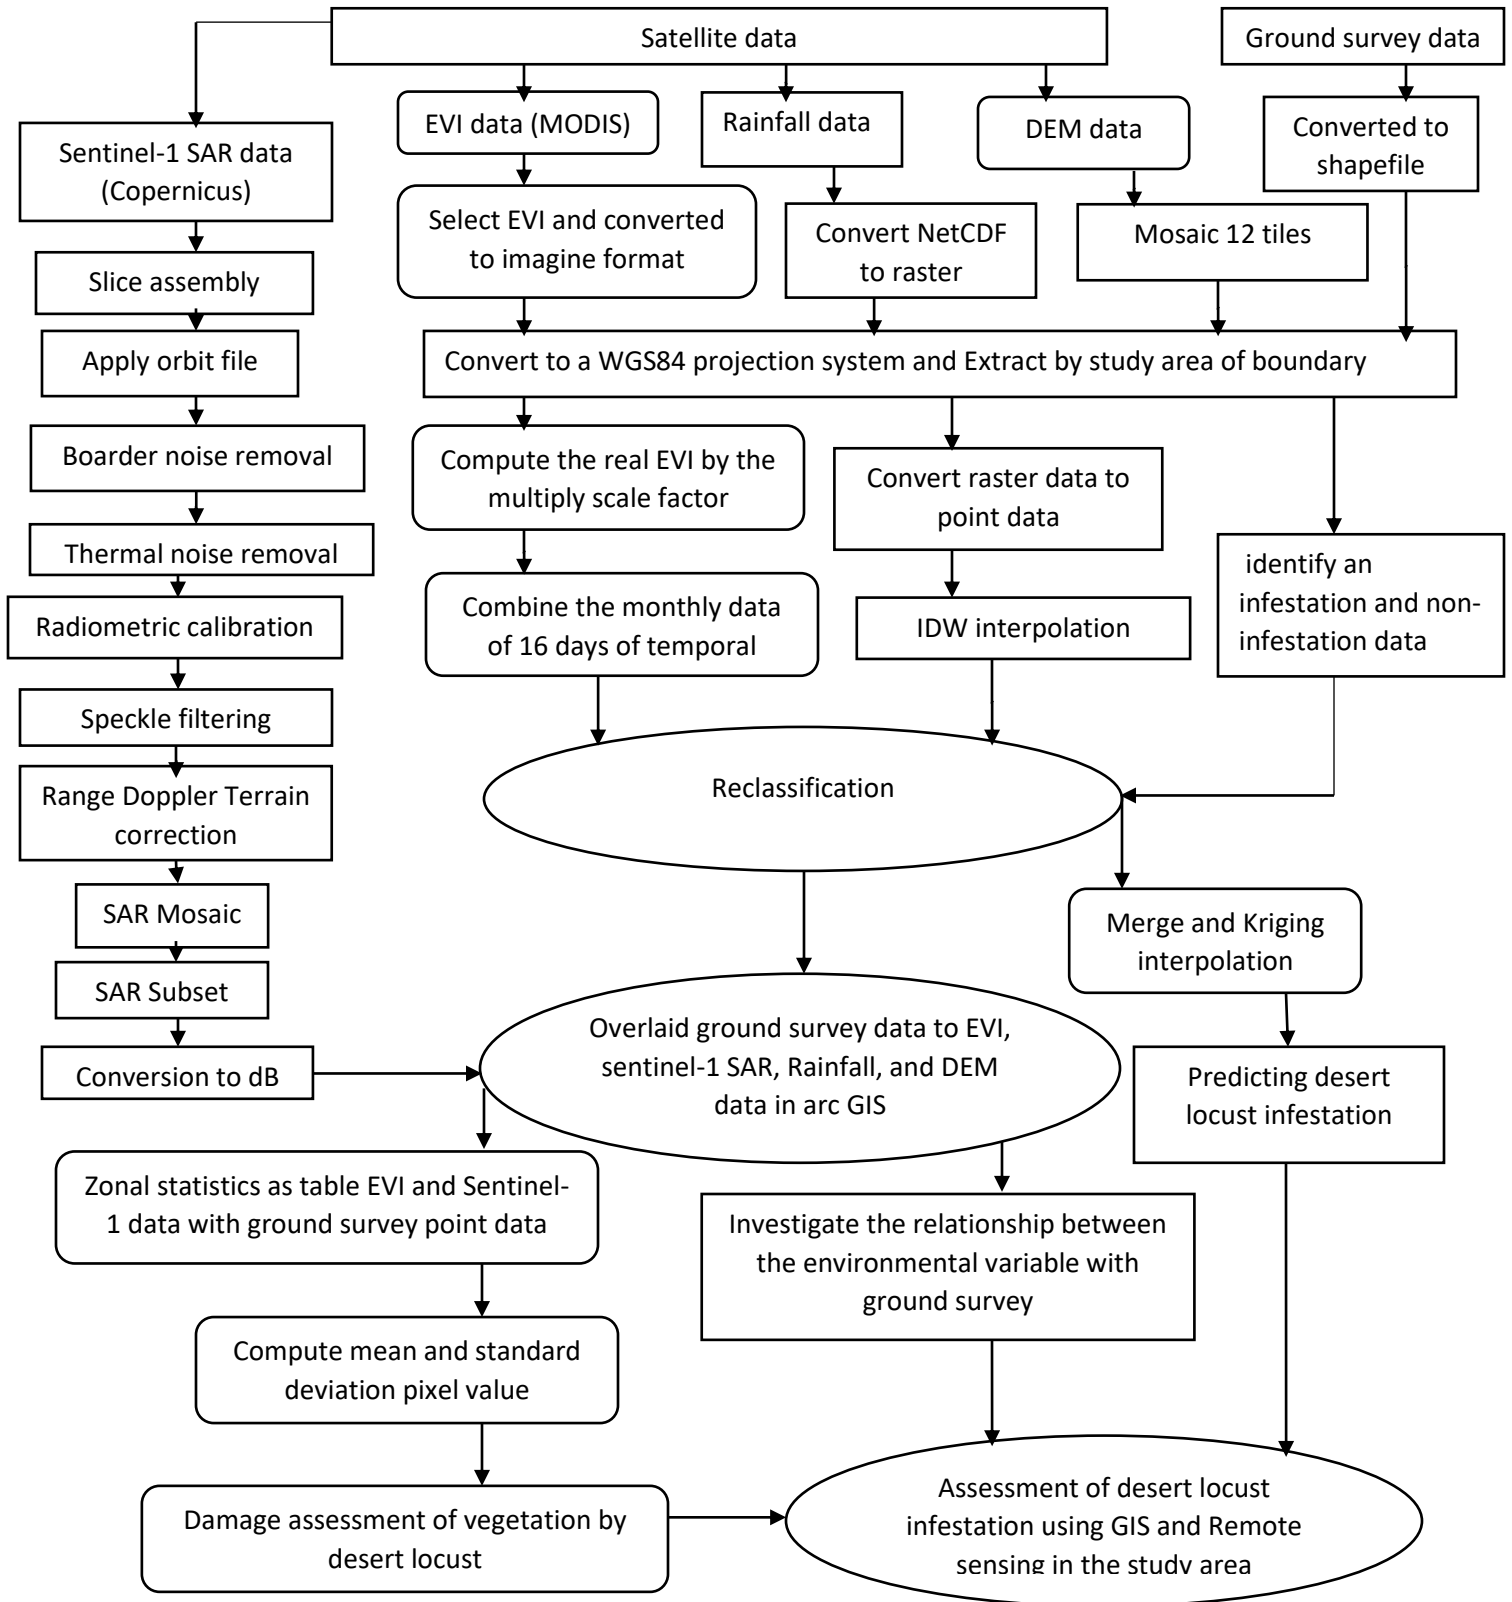 Satellite data
Ground survey data
Sentinel-1 SAR data
(Copernicus)
EVI data (MODIS)
Rainfall data
DEM data
Converted to
shapefile
Select EVI and converted
to imagine format
Convert NetCDF
to raster
Mosaic 12 tiles
Slice assembly
Apply orbit file
Convert to a WGS84 projection system and Extract by study area of boundary
Boarder noise removal
Compute the real EVI by the
multiply scale factor
Convert raster data to
point data
Thermal noise removal
identify an
infestation and non-
infestation data
Radiometric calibration
Combine the monthly data
of 16 days of temporal
IDW interpolation
Speckle filtering
Range Doppler Terrain
correction
Reclassification
SAR Mosaic
Merge and Kriging
interpolation
SAR Subset
Conversion to dB
Overlaid ground survey data to EVI,
sentinel-1 SAR, Rainfall, and DEM
data in arc GIS
Predicting desert
locust infestation
Zonal statistics as table EVI and Sentinel-
1 data with ground survey point data
Investigate the relationship between
the environmental variable with
ground survey
Compute mean and standard
deviation pixel value
Damage assessment of vegetation by
desert locust
Assessment of desert locust
infestation using GIS and Remote
sensing in the study area